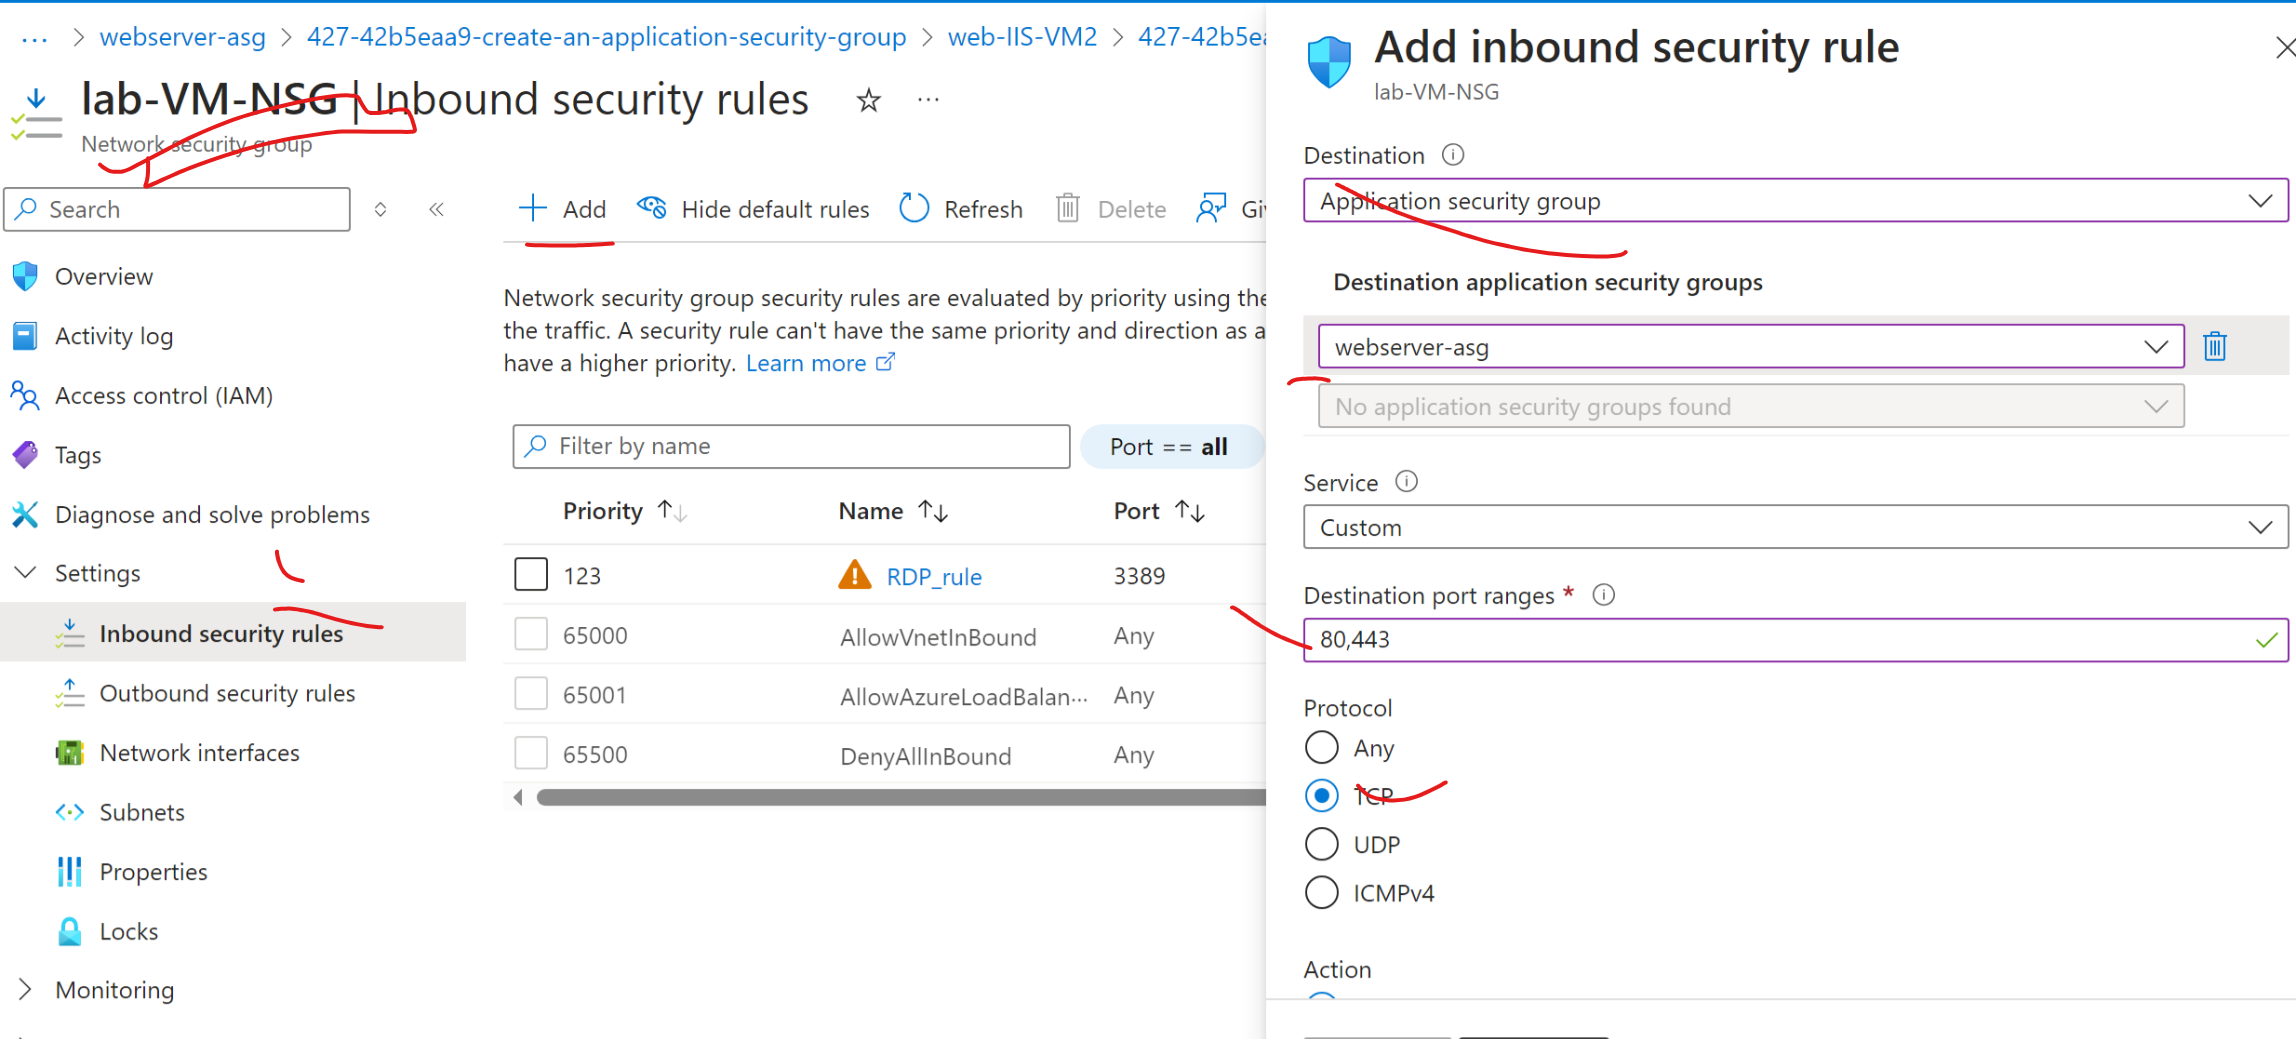 ... > webserver-asg > 427-42b5eaa9-create-an-application-security-group > web-IIS-VM2 > 427-42b5ea
lab-VM-NSG | Inbound security rules
Network security group
Search
Overview
Activity log
Access control (IAM)
Tags
Diagnose and solve problems
Settings
Inbound security rules
Outbound security rules
Network interfaces
Subnets
Properties
Locks
Monitoring
Add Hide default rules Refresh Delete Gi
Network security group security rules are evaluated by priority using the
the traffic. A security rule can't have the same priority and direction as a
have a higher priority. Learn more
Filter by name Port == all
Priority Name Port
123 RDP_rule 3389
65000 AllowVnetInBound Any
65001 AllowAzureLoadBalan... Any
65500 DenyAllInBound Any
Add inbound security rule
lab-VM-NSG
Destination
Application security group
Destination application security groups
webserver-asg
No application security groups found
Service
Custom
Destination port ranges *
80,443
Protocol
Any
TCP
UDP
ICMPv4
Action